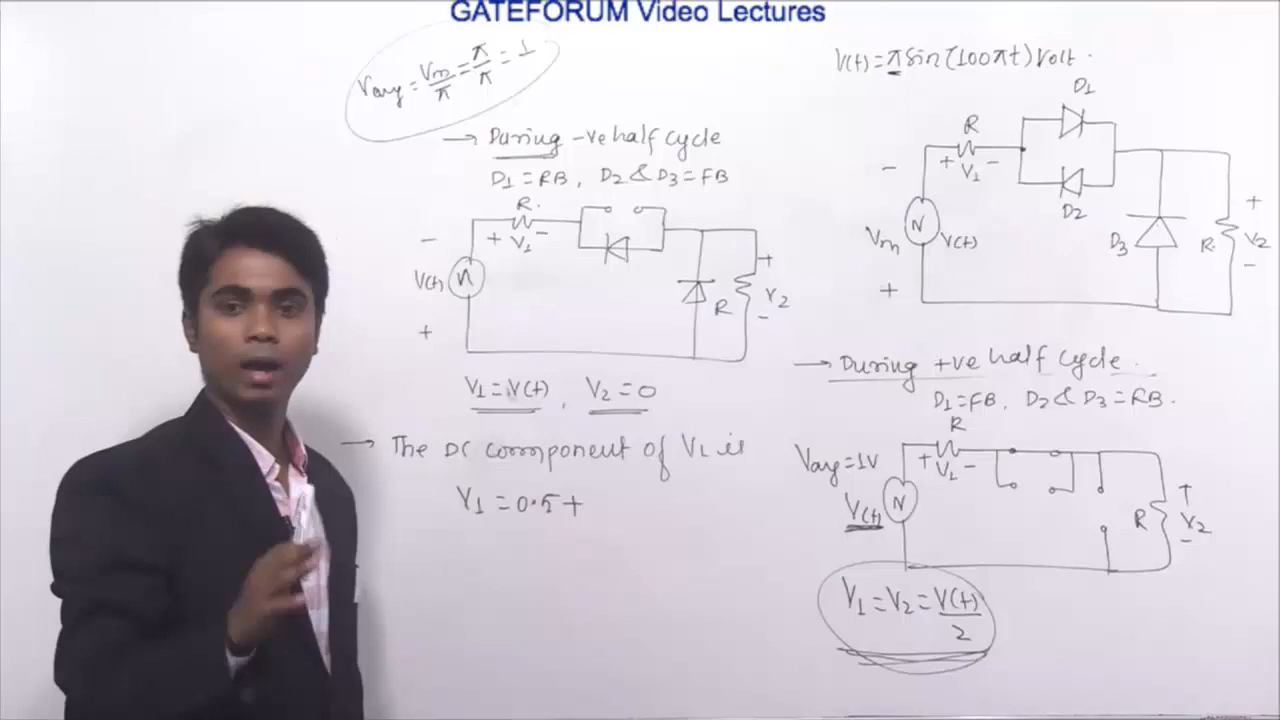 GATEFORUM Video Lectures
Vavg = Vm/π = π/π = 1
→ During -ve half cycle
D1 = RB, D2 & D3 = FB
R
+ V1 -
-
V(t) N
+
R
+
V2
-
V1 = V(t), V2 = 0
→ The DC component of V1 is
V1 = 0.5 +
V(t) = π sin(100πt) Volt.
D1
R
+ V1 -
D2
-
Vm N V(t)
+
D3
R
+
V2
-
→ During +ve half cycle.
D1 = FB, D2 & D3 = RB.
R
+ V1 -
Vavg = 1V
V(t) N
R
+
V2
-
V1 = V2 = V(t)/2